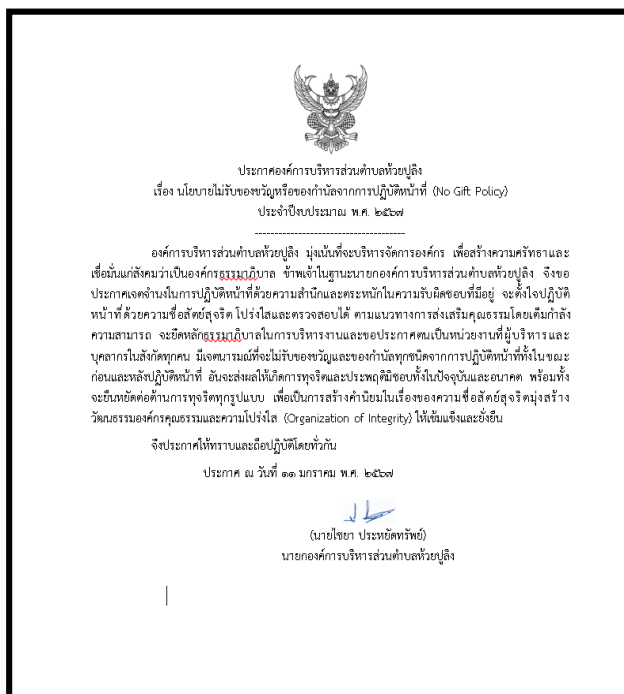 ประกาศองค์การบริหารส่วนตำบลห้วยปูลิง
เรื่อง นโยบายไม่รับของขวัญหรือของกำนัลจากการปฏิบัติหน้าที่ (No Gift Policy)
ประจำปีงบประมาณ พ.ศ. ๒๕๖๗
--------------------------------------
องค์การบริหารส่วนตำบลห้วยปูลิง มุ่งเน้นที่จะบริหารจัดการองค์กร เพื่อสร้างความศรัทธาและ
เชื่อมั่นแก่สังคมว่าเป็นองค์กรธรรมาภิบาล ข้าพเจ้าในฐานะนายกองค์การบริหารส่วนตำบลห้วยปูลิง จึงขอ
ประกาศเจตจำนงในการปฏิบัติหน้าที่ด้วยความสำนึกและตระหนักในความรับผิดชอบที่มีอยู่ จะตั้งใจปฏิบัติ
หน้าที่ด้วยความซื่อสัตย์สุจริต โปร่งใสและตรวจสอบได้ ตามแนวทางการส่งเสริมคุณธรรมโดยเต็มกำลัง
ความสามารถ จะยึดหลักธรรมาภิบาลในการบริหารงานและขอประกาศตนเป็นหน่วยงานที่ผู้บริหารและ
บุคลากรในสังกัดทุกคน มีเจตนารมณ์ที่จะไม่รับของขวัญและของกำนัลทุกชนิดจากการปฏิบัติหน้าที่ทั้งในขณะ
ก่อนและหลังปฏิบัติหน้าที่ อันจะส่งผลให้เกิดการทุจริตและประพฤติมิชอบทั้งในปัจจุบันและอนาคต พร้อมทั้ง
จะยืนหยัดต่อต้านการทุจริตทุกรูปแบบ เพื่อเป็นการสร้างค่านิยมในเรื่องของความซื่อสัตย์สุจริตมุ่งสร้าง
วัฒนธรรมองค์กรคุณธรรมและความโปร่งใส (Organization of Integrity) ให้เข้มแข็งและยั่งยืน
จึงประกาศให้ทราบและถือปฏิบัติโดยทั่วกัน
ประกาศ ณ วันที่ ๑๑ มกราคม พ.ศ. ๒๕๖๗
(นายไชยา ประหยัดทรัพย์)
นายกองค์การบริหารส่วนตำบลห้วยปูลิง